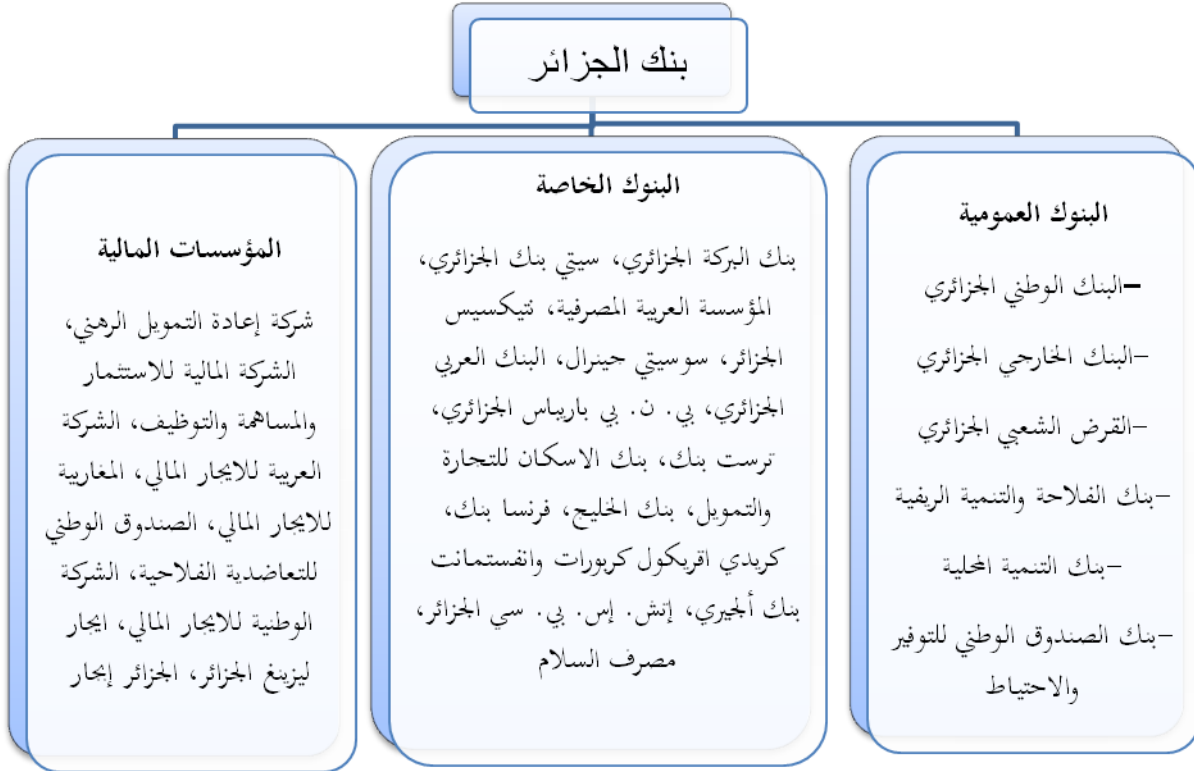 بنك الجزائر
البنوك العمومية
–البنك الوطني الجزائري
–البنك الخارجي الجزائري
–القرض الشعبي الجزائري
–بنك الفلاحة والتنمية الريفية
–بنك التنمية المحلية
–بنك الصندوق الوطني للتوفير
والاحتياط
البنوك الخاصة
بنك البركة الجزائري، سيتي بنك الجزائري،
المؤسسة العربية المصرفية، نتيكسيس
الجزائر، سوسيتي جينرال، البنك العربي
الجزائري، بي. ن. بي باريباس الجزائري،
ترست بنك، بنك الاسكان للتجارة
والتمويل، بنك الخليج، فرنسا بنك،
كريدي اقريكول كربورات وانفستمانت
بنك ألجيري، إتش. إس. بي. سي الجزائر،
مصرف السلام
المؤسسات المالية
شركة إعادة التمويل الرهني،
الشركة المالية للاستثمار
والمساهمة والتوظيف، الشركة
العربية للايجار المالي، المغاربية
للايجار المالي، الصندوق الوطني
للتعاضدية الفلاحية، الشركة
الوطنية للايجار المالي، ايجار
ليزينغ الجزائر، الجزائر إيجار